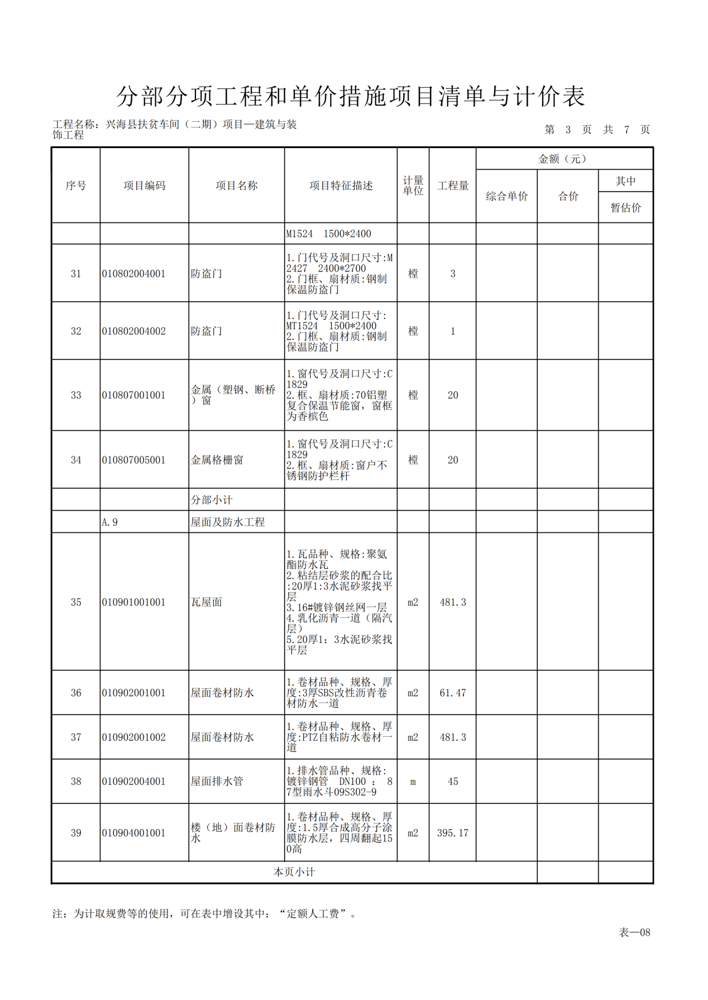 分部分项工程和单价措施项目清单与计价表
工程名称：兴海县扶贫车间（二期）项目—建筑与装
饰工程
第 3 页 共 7 页
序号
项目编码
项目名称
项目特征描述
计量
单位
工程量
金额（元）
综合单价
合价
其中
暂估价
M1524  1500*2400
31
010802004001
防盗门
1.门代号及洞口尺寸:M
2427  2400*2700
2.门框、扇材质:钢制
保温防盗门
樘
3
32
010802004002
防盗门
1.门代号及洞口尺寸:
MT1524  1500*2400
2.门框、扇材质:钢制
保温防盗门
樘
1
33
010807001001
金属（塑钢、断桥
）窗
1.窗代号及洞口尺寸:C
1829
2.框、扇材质:70铝塑
复合保温节能窗，窗框
为香槟色
樘
20
34
010807005001
金属格栅窗
1.窗代号及洞口尺寸:C
1829
2.框、扇材质:窗户不
锈钢防护栏杆
樘
20
分部小计
A.9
屋面及防水工程
35
010901001001
瓦屋面
1.瓦品种、规格:聚氨
酯防水瓦
2.粘结层砂浆的配合比
:20厚1:3水泥砂浆找平
层
3.16#镀锌钢丝网一层
4.乳化沥青一道（隔汽
层）
5.20厚1：3水泥砂浆找
平层
m2
481.3
36
010902001001
屋面卷材防水
1.卷材品种、规格、厚
度:3厚SBS改性沥青卷
材防水一道
m2
61.47
37
010902001002
屋面卷材防水
1.卷材品种、规格、厚
度:PTZ自粘防水卷材一
道
m2
481.3
38
010902004001
屋面排水管
1.排水管品种、规格:
镀锌钢管  DN100 ： 8
7型雨水斗09S302-9
m
45
39
010904001001
楼（地）面卷材防
水
1.卷材品种、规格、厚
度:1.5厚合成高分子涂
膜防水层，四周翻起15
0高
m2
395.17
本页小计
注：为计取规费等的使用，可在表中增设其中：“定额人工费”。
表—08